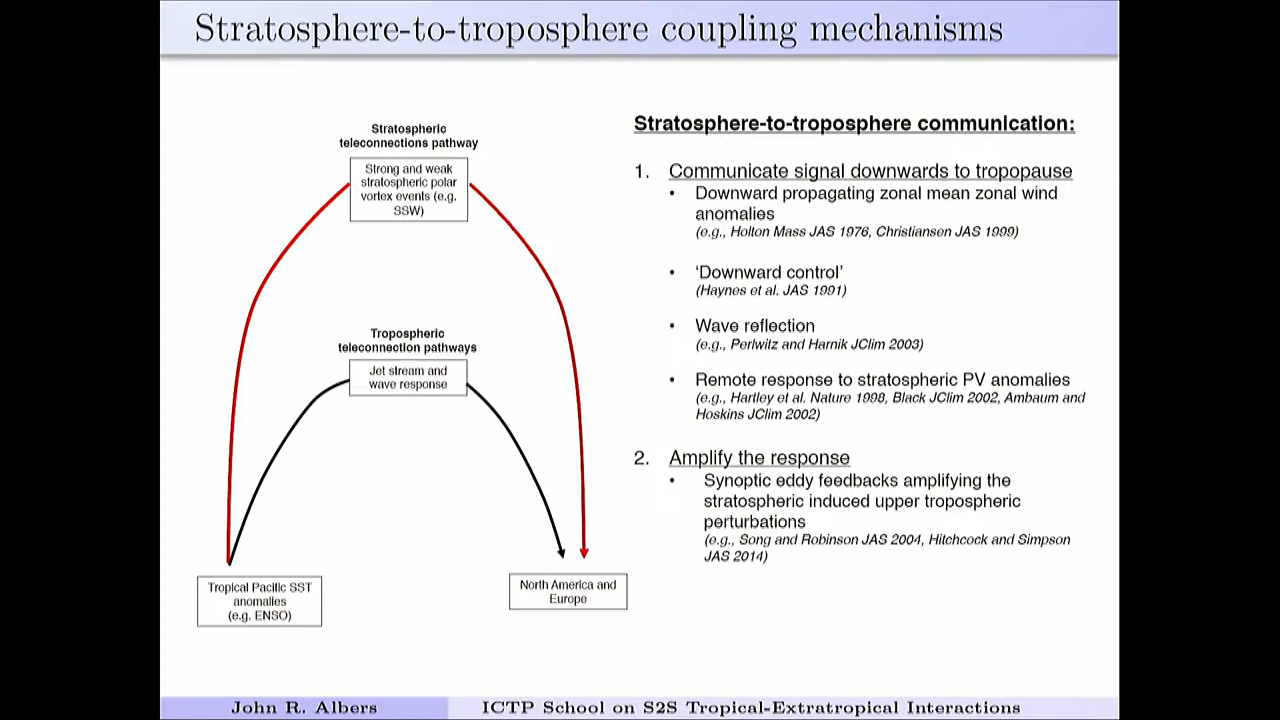 Stratosphere-to-troposphere coupling mechanisms
Stratospheric
teleconnections pathway
Strong and weak
stratospheric polar
vortex events (e.g.
SSW)
Tropospheric
teleconnection pathways
Jet stream and
wave response
Tropical Pacific SST
anomalies
(e.g. ENSO)
North America and
Europe
Stratosphere-to-troposphere communication:
1. Communicate signal downwards to tropopause
• Downward propagating zonal mean zonal wind
anomalies
(e.g., Holton Mass JAS 1976, Christiansen JAS 1999)
• ‘Downward control’
(Haynes et al. JAS 1991)
• Wave reflection
(e.g., Perlwitz and Harnik JClim 2003)
• Remote response to stratospheric PV anomalies
(e.g., Hartley et al. Nature 1998, Black JClim 2002, Ambaum and
Hoskins JClim 2002)
2. Amplify the response
• Synoptic eddy feedbacks amplifying the
stratospheric induced upper tropospheric
perturbations
(e.g., Song and Robinson JAS 2004, Hitchcock and Simpson
JAS 2014)
John R. Albers
ICTP School on S2S Tropical-Extratropical Interactions